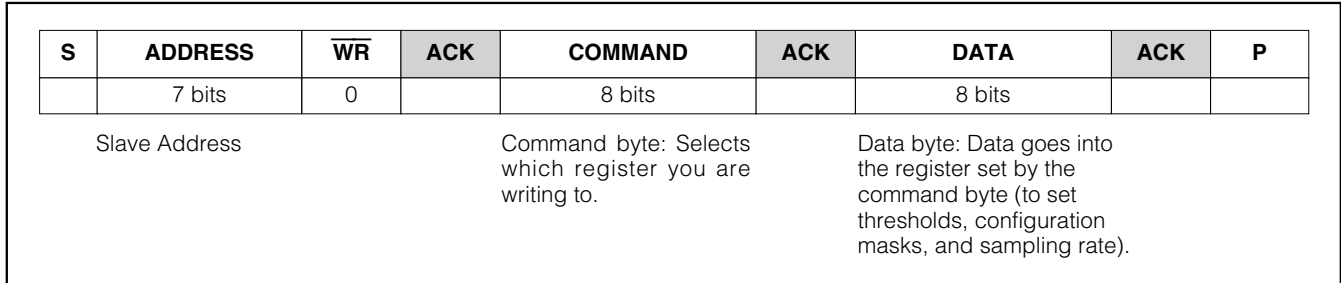 S ADDRESS WR ACK COMMAND ACK DATA ACK P
7 bits 0 8 bits 8 bits
Slave Address
Command byte: Selects
which register you are
writing to.
Data byte: Data goes into
the register set by the
command byte (to set
thresholds, configuration
masks, and sampling rate).